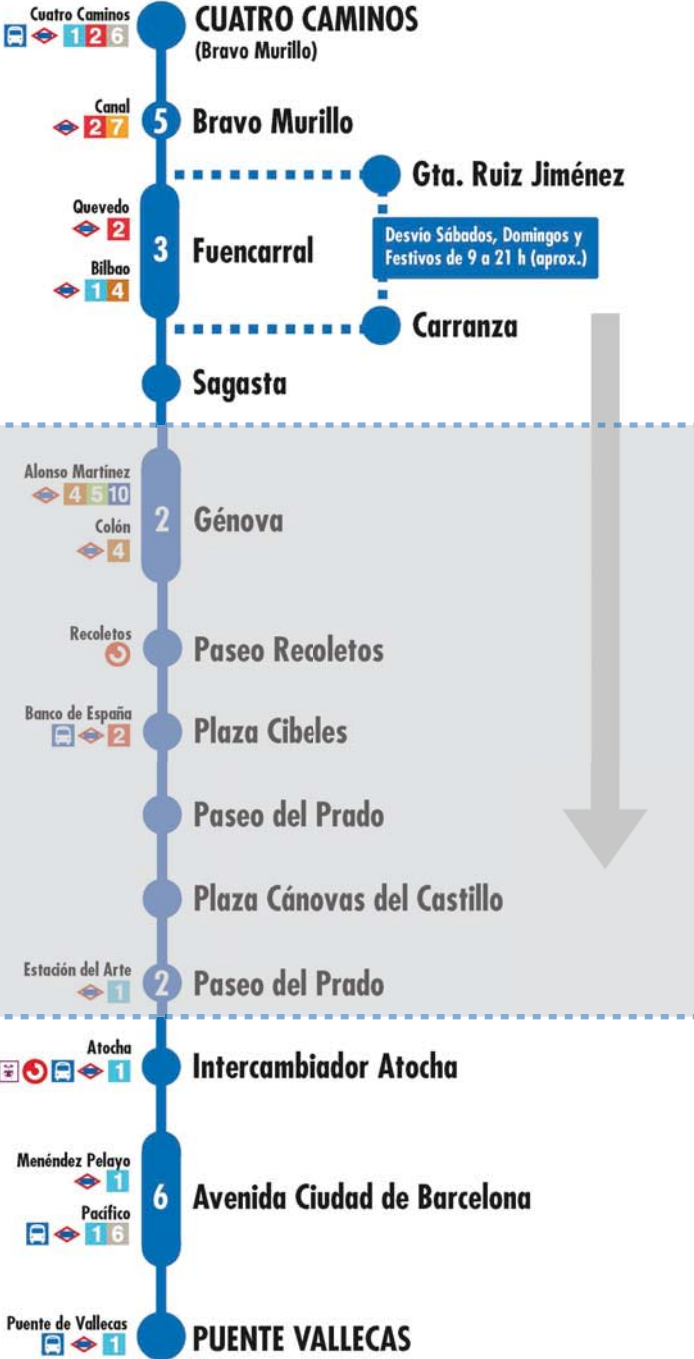 Cuatro Caminos
1 2 6
CUATRO CAMINOS
(Bravo Murillo)
Canal
2 7
5
Bravo Murillo
Gta. Ruiz Jiménez
Quevedo
2
3
Fuencarral
Desvío Sábados, Domingos y
Festivos de 9 a 21 h (aprox.)
Bilbao
1 4
Carranza
Sagasta
Alonso Martínez
4 5 10
2
Génova
Colón
4
Recoletos
Paseo Recoletos
Banco de España
2
Plaza Cibeles
Paseo del Prado
Plaza Cánovas del Castillo
Estación del Arte
1
2
Paseo del Prado
Atocha
1
Intercambiador Atocha
Menéndez Pelayo
1
6
Avenida Ciudad de Barcelona
Pacífico
1 6
Puente de Vallecas
1
PUENTE VALLECAS